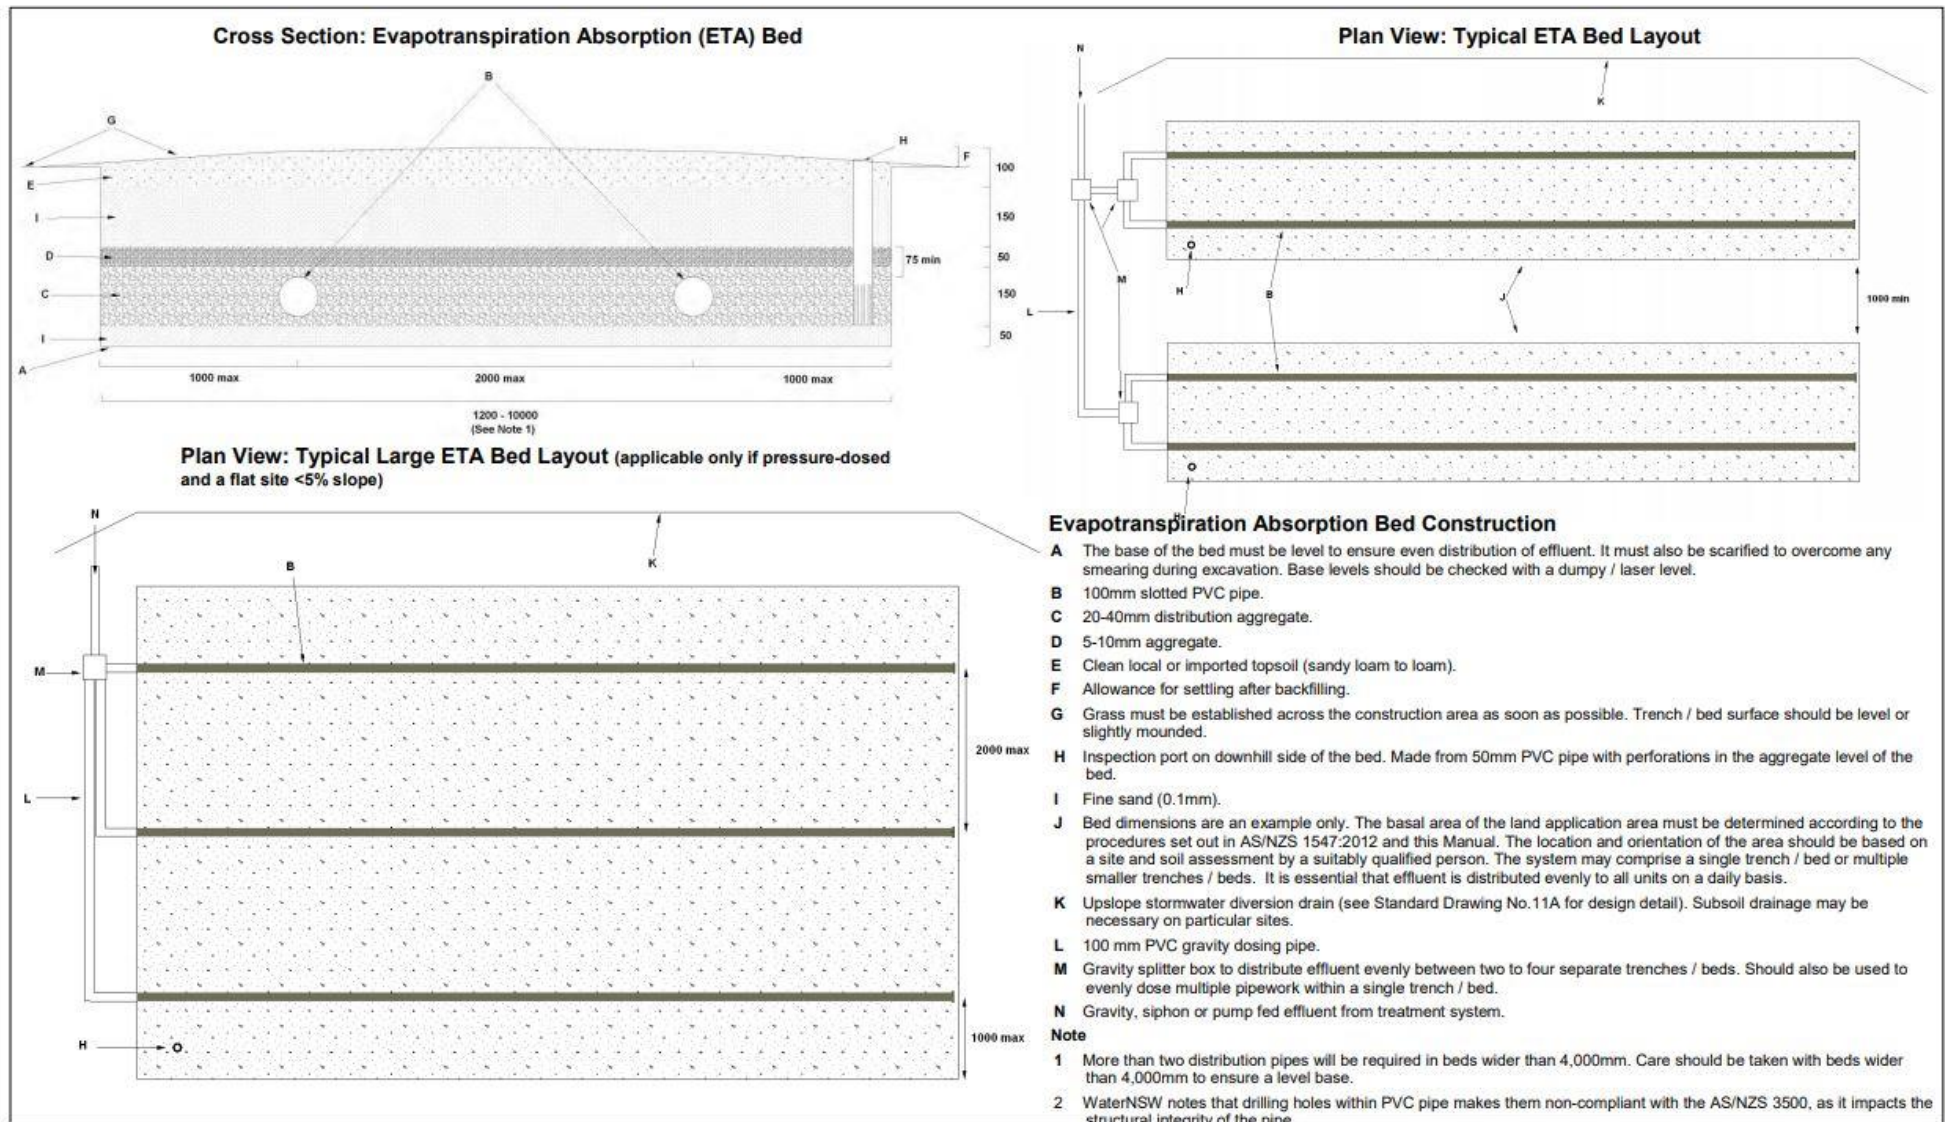 Cross Section: Evapotranspiration Absorption (ETA) Bed
B
G
H
F
E
I
D
C
I
A
100
150
50
75 min
150
50
1000 max
2000 max
1000 max
1200 - 10000
(See Note 1)
Plan View: Typical ETA Bed Layout
N
K
M
H
B
J
L
1000 min
H
Plan View: Typical Large ETA Bed Layout (applicable only if pressure-dosed
and a flat site <5% slope)
N
K
B
M
2000 max
L
H
1000 max
Evapotranspiration Absorption Bed Construction
A The base of the bed must be level to ensure even distribution of effluent. It must also be scarified to overcome any
smearing during excavation. Base levels should be checked with a dumpy / laser level.
B 100mm slotted PVC pipe.
C 20-40mm distribution aggregate.
D 5-10mm aggregate.
E Clean local or imported topsoil (sandy loam to loam).
F Allowance for settling after backfilling.
G Grass must be established across the construction area as soon as possible. Trench / bed surface should be level or
slightly mounded.
H Inspection port on downhill side of the bed. Made from 50mm PVC pipe with perforations in the aggregate level of the
bed.
I Fine sand (0.1mm).
J Bed dimensions are an example only. The basal area of the land application area must be determined according to the
procedures set out in AS/NZS 1547:2012 and this Manual. The location and orientation of the area should be based on
a site and soil assessment by a suitably qualified person. The system may comprise a single trench / bed or multiple
smaller trenches / beds. It is essential that effluent is distributed evenly to all units on a daily basis.
K Upslope stormwater diversion drain (see Standard Drawing No.11A for design detail). Subsoil drainage may be
necessary on particular sites.
L 100 mm PVC gravity dosing pipe.
M Gravity splitter box to distribute effluent evenly between two to four separate trenches / beds. Should also be used to
evenly dose multiple pipework within a single trench / bed.
N Gravity, siphon or pump fed effluent from treatment system.
Note
1 More than two distribution pipes will be required in beds wider than 4,000mm. Care should be taken with beds wider
than 4,000mm to ensure a level base.
2 WaterNSW notes that drilling holes within PVC pipe makes them non-compliant with the AS/NZS 3500, as it impacts the
structural integrity of the pipe